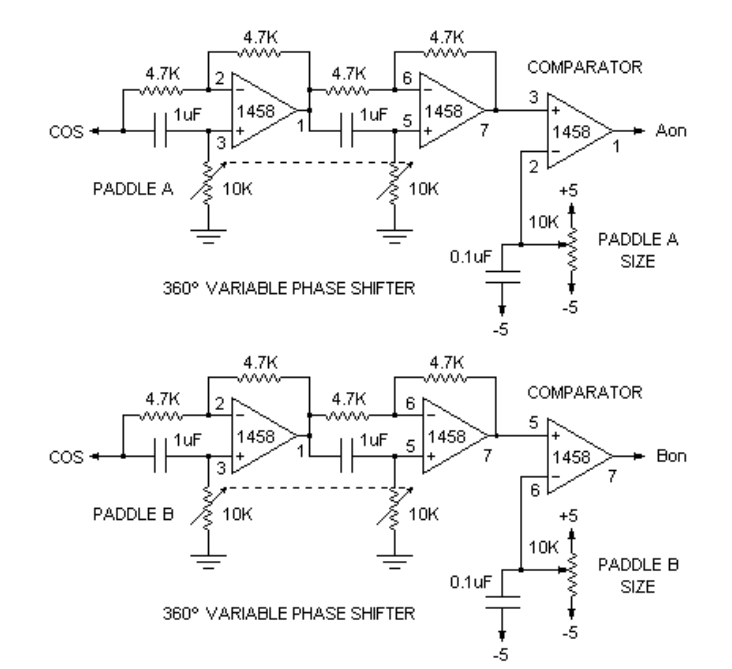 4.7K 4.7K
COMPARATOR
4.7K 2 4.7K 6
1uF 1458 1uF 1458 3 1458
COS 3 1 5 7 2 1 Aon
PADDLE A 10K 10K
+5
10K PADDLE A
SIZE
0.1uF
-5
-5
360° VARIABLE PHASE SHIFTER
4.7K 4.7K
COMPARATOR
4.7K 2 4.7K 6
1uF 1458 1uF 1458 5 1458
COS 3 1 5 7 6 7 Bon
PADDLE B 10K 10K
+5
10K PADDLE B
SIZE
0.1uF
-5
-5
360° VARIABLE PHASE SHIFTER